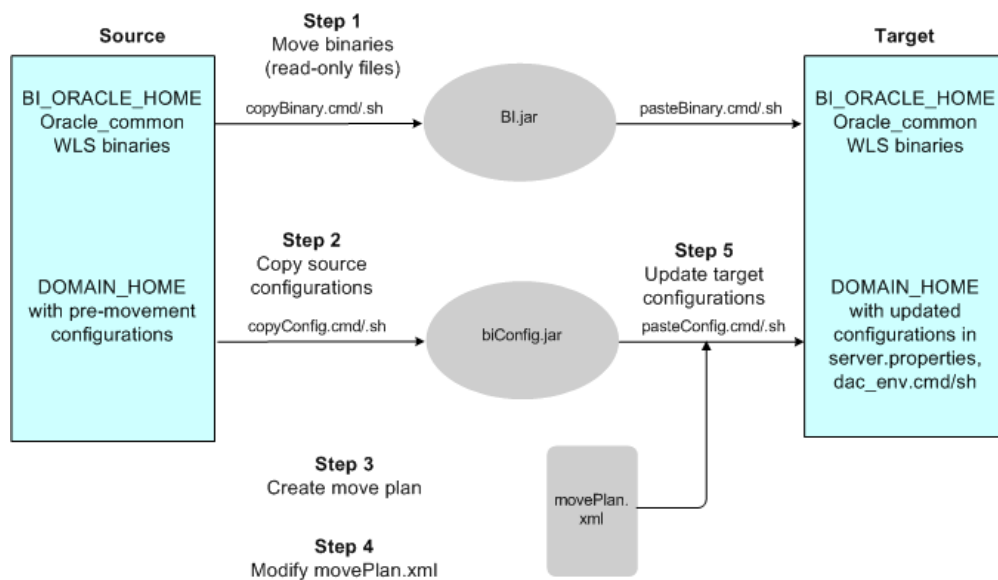 Source
BI_ORACLE_HOME
Oracle_common
WLS binaries
DOMAIN_HOME
with pre-movement
configurations
Step 1
Move binaries
(read-only files)
copyBinary.cmd/.sh
BI.jar
pasteBinary.cmd/.sh
Step 2
Copy source
configurations
copyConfig.cmd/.sh
biConfig.jar
Step 5
Update target
configurations
pasteConfig.cmd/.sh
Step 3
Create move plan
Step 4
Modify movePlan.xml
movePlan.
xml
Target
BI_ORACLE_HOME
Oracle_common
WLS binaries
DOMAIN_HOME
with updated
configurations in
server.properties,
dac_env.cmd/sh